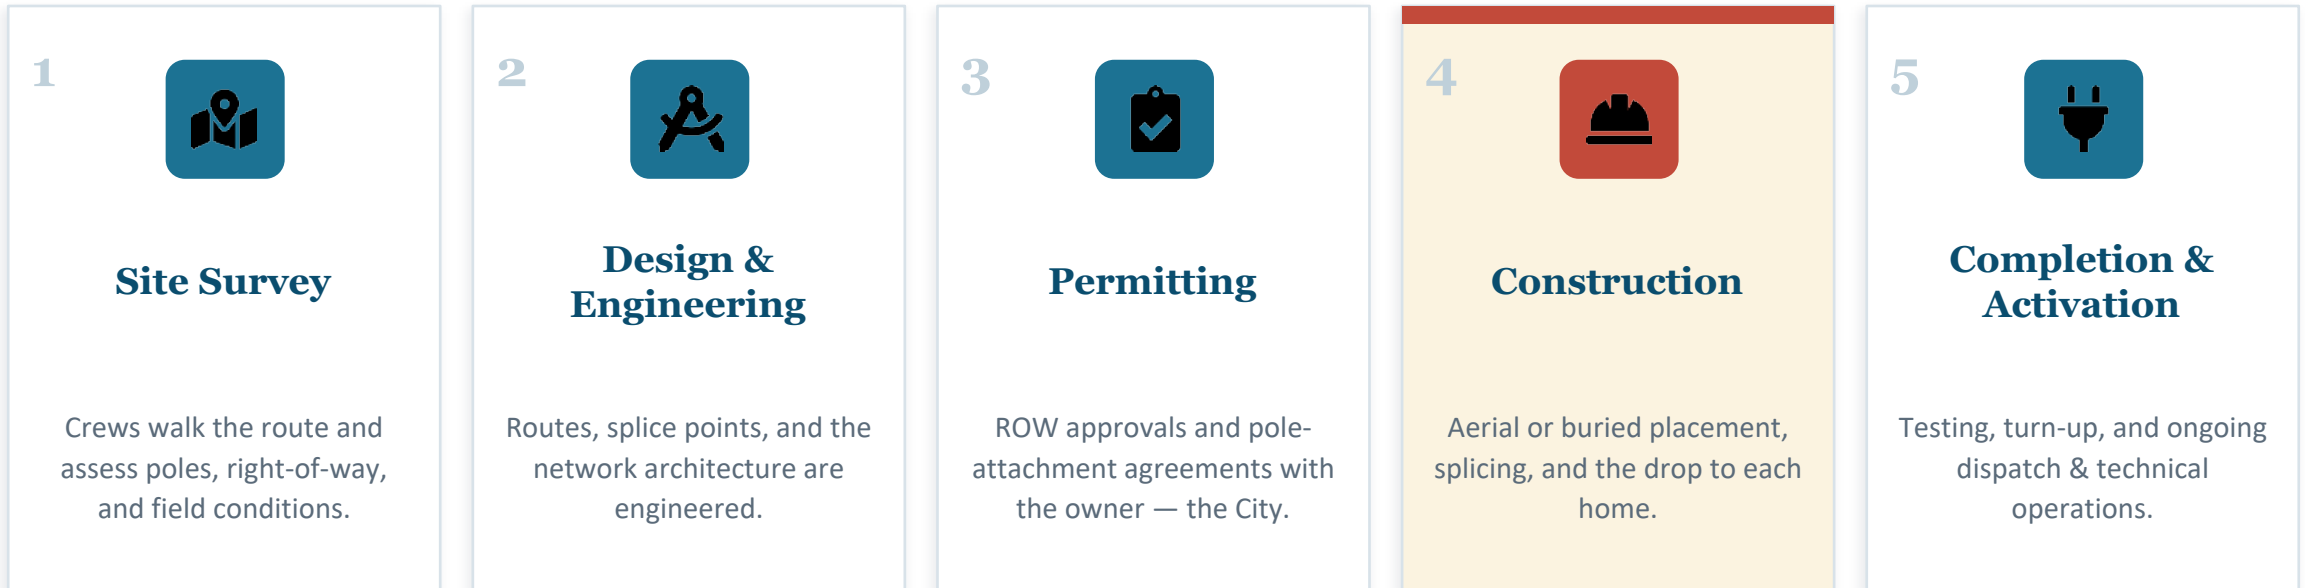 1
Site Survey
Crews walk the route and
assess poles, right-of-way,
and field conditions.
2
Design &
Engineering
Routes, splice points, and the
network architecture are
engineered.
3
Permitting
ROW approvals and pole-
attachment agreements with
the owner — the City.
4
Construction
Aerial or buried placement,
splicing, and the drop to each
home.
5
Completion &
Activation
Testing, turn-up, and ongoing
dispatch & technical
operations.